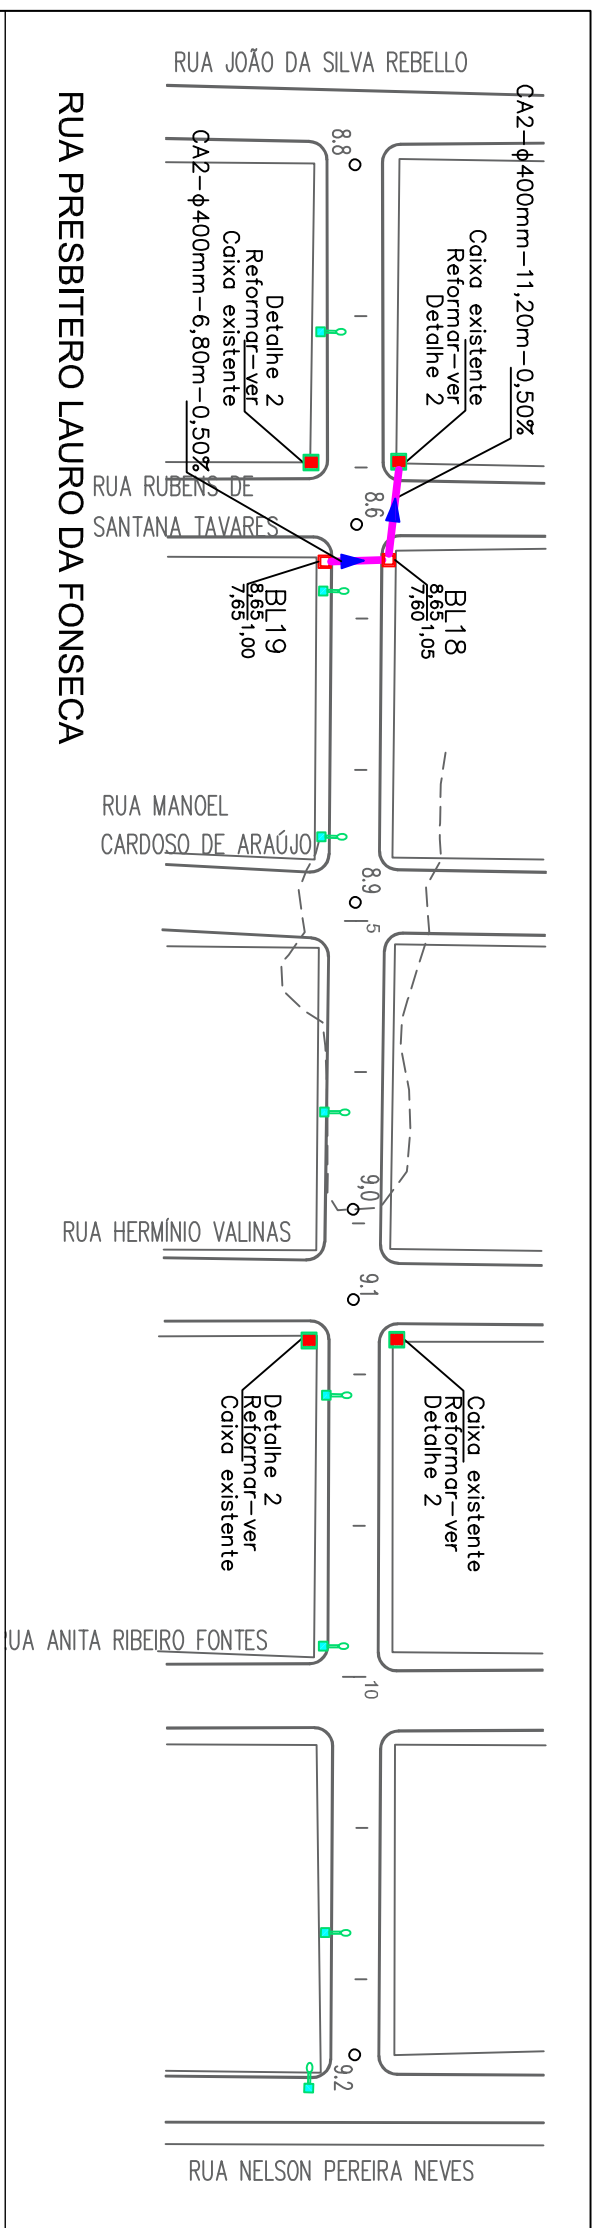 RUA JOÃO DA SILVA REBELLO
CA2-ϕ400mm-11,20m-0,50%
8.8
CA2-ϕ400mm-6,80m-0,50%
RUA PRESBITERO LAURO DA FONSECA
Caixa existente
Reformar-ver
Detalhe 2
Detalhe 2
Reformar-ver
Caixa existente
RUA RUBENS DE
SANTANA TAVARES
8.6
BL18
8,65
7,60
1,05
BL19
8,65
7,65
1,00
RUA MANOEL
CARDOSO DE ARAÚJO
8.9
5
9,0
RUA HERMÍNIO VALINAS
9.1
Caixa existente
Reformar-ver
Detalhe 2
Detalhe 2
Reformar-ver
Caixa existente
RUA ANITA RIBEIRO FONTES
10
9.2
RUA NELSON PEREIRA NEVES